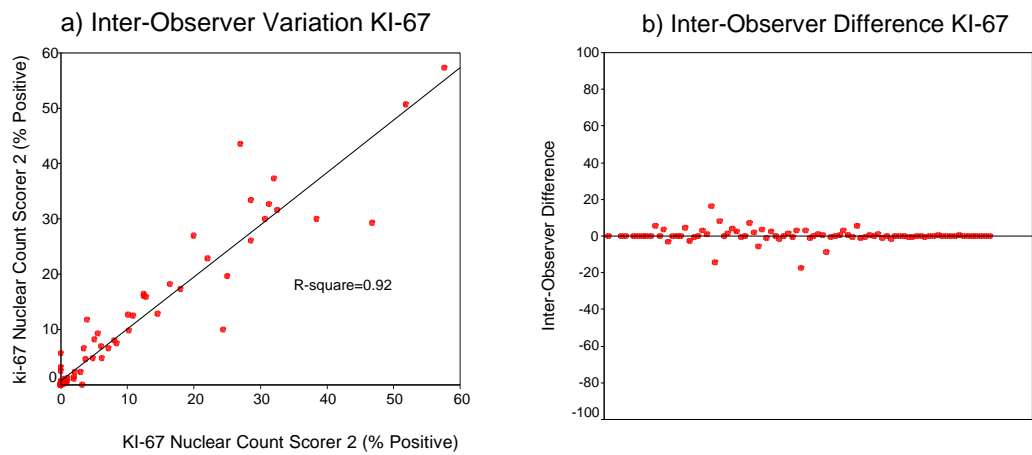 a) Inter-Observer Variation KI-67
60
50
40
30
20
10
0
ki-67 Nuclear Count Scorer 2 (% Positive)
R-square=0.92
0 10 20 30 40 50 60
KI-67 Nuclear Count Scorer 2 (% Positive)
b) Inter-Observer Difference KI-67
100
80
60
40
20
0
-20
-40
-60
-80
-100
Inter-Observer Difference